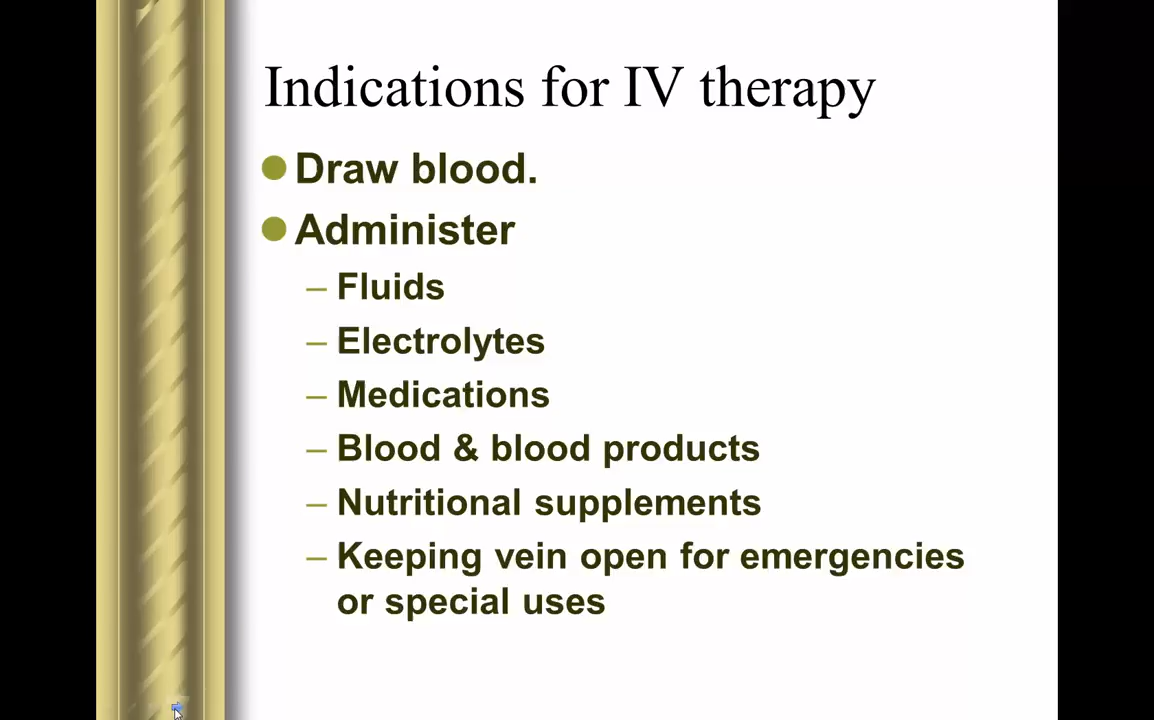 Indications for IV therapy
Draw blood.
Administer
– Fluids
– Electrolytes
– Medications
– Blood & blood products
– Nutritional supplements
– Keeping vein open for emergencies
or special uses